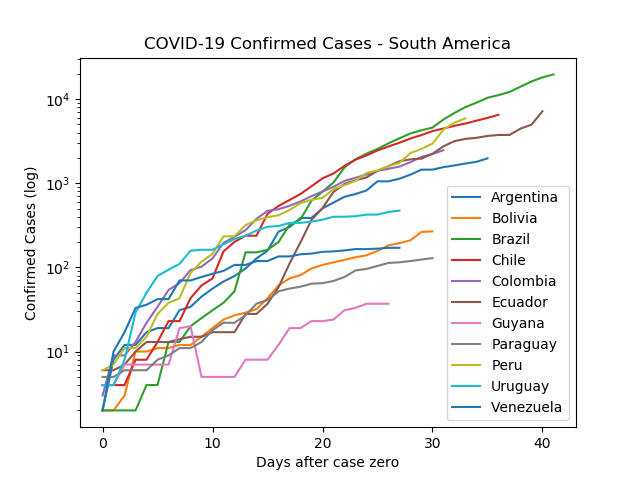 COVID-19 Confirmed Cases - South America
Confirmed Cases (log)
10^4
10^3
10^2
10^1
0 10 20 30 40
Days after case zero
Argentina
Bolivia
Brazil
Chile
Colombia
Ecuador
Guyana
Paraguay
Peru
Uruguay
Venezuela